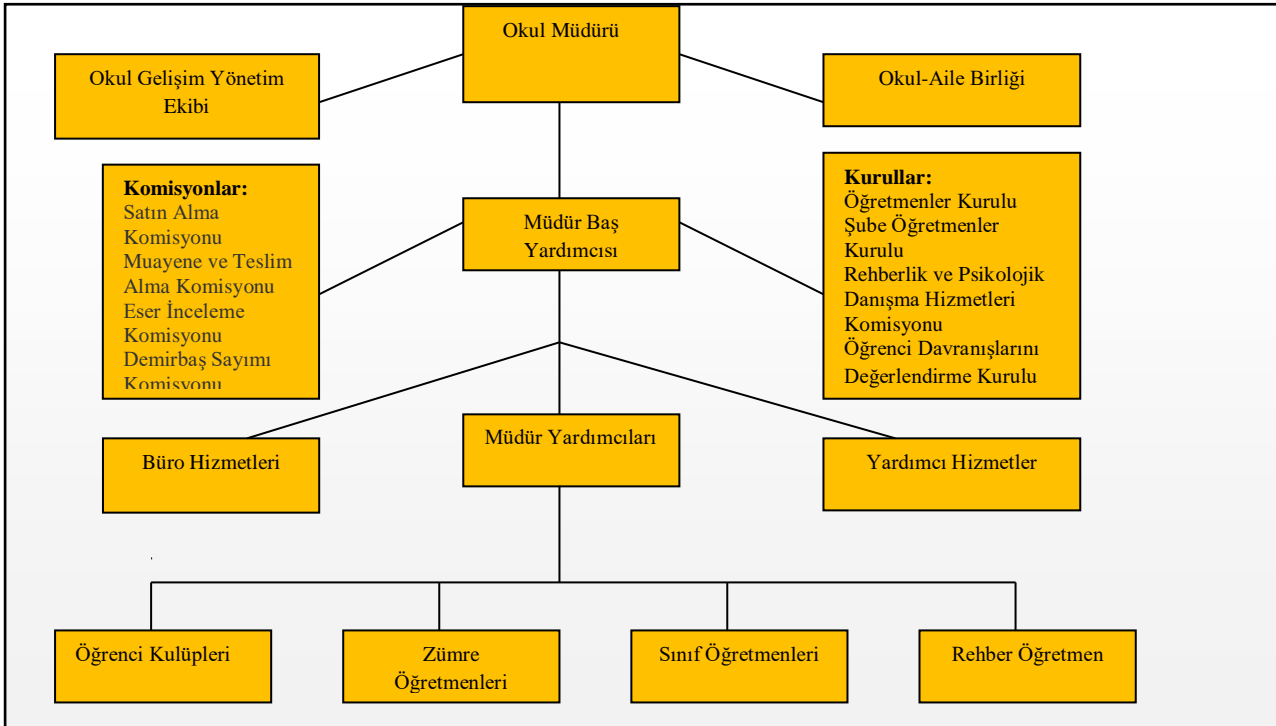 Okul Müdürü
Okul Gelişim Yönetim
Ekibi
Okul-Aile Birliği
Komisyonlar:
Satın Alma
Komisyonu
Muayene ve Teslim
Alma Komisyonu
Eser İnceleme
Komisyonu
Demirbaş Sayımı
Komisyonu
Müdür Baş
Yardımcısı
Kurullar:
Öğretmenler Kurulu
Şube Öğretmenler
Kurulu
Rehberlik ve Psikolojik
Danışma Hizmetleri
Komisyonu
Öğrenci Davranışlarını
Değerlendirme Kurulu
Büro Hizmetleri
Müdür Yardımcıları
Yardımcı Hizmetler
Öğrenci Kulüpleri
Zümre
Öğretmenleri
Sınıf Öğretmenleri
Rehber Öğretmen